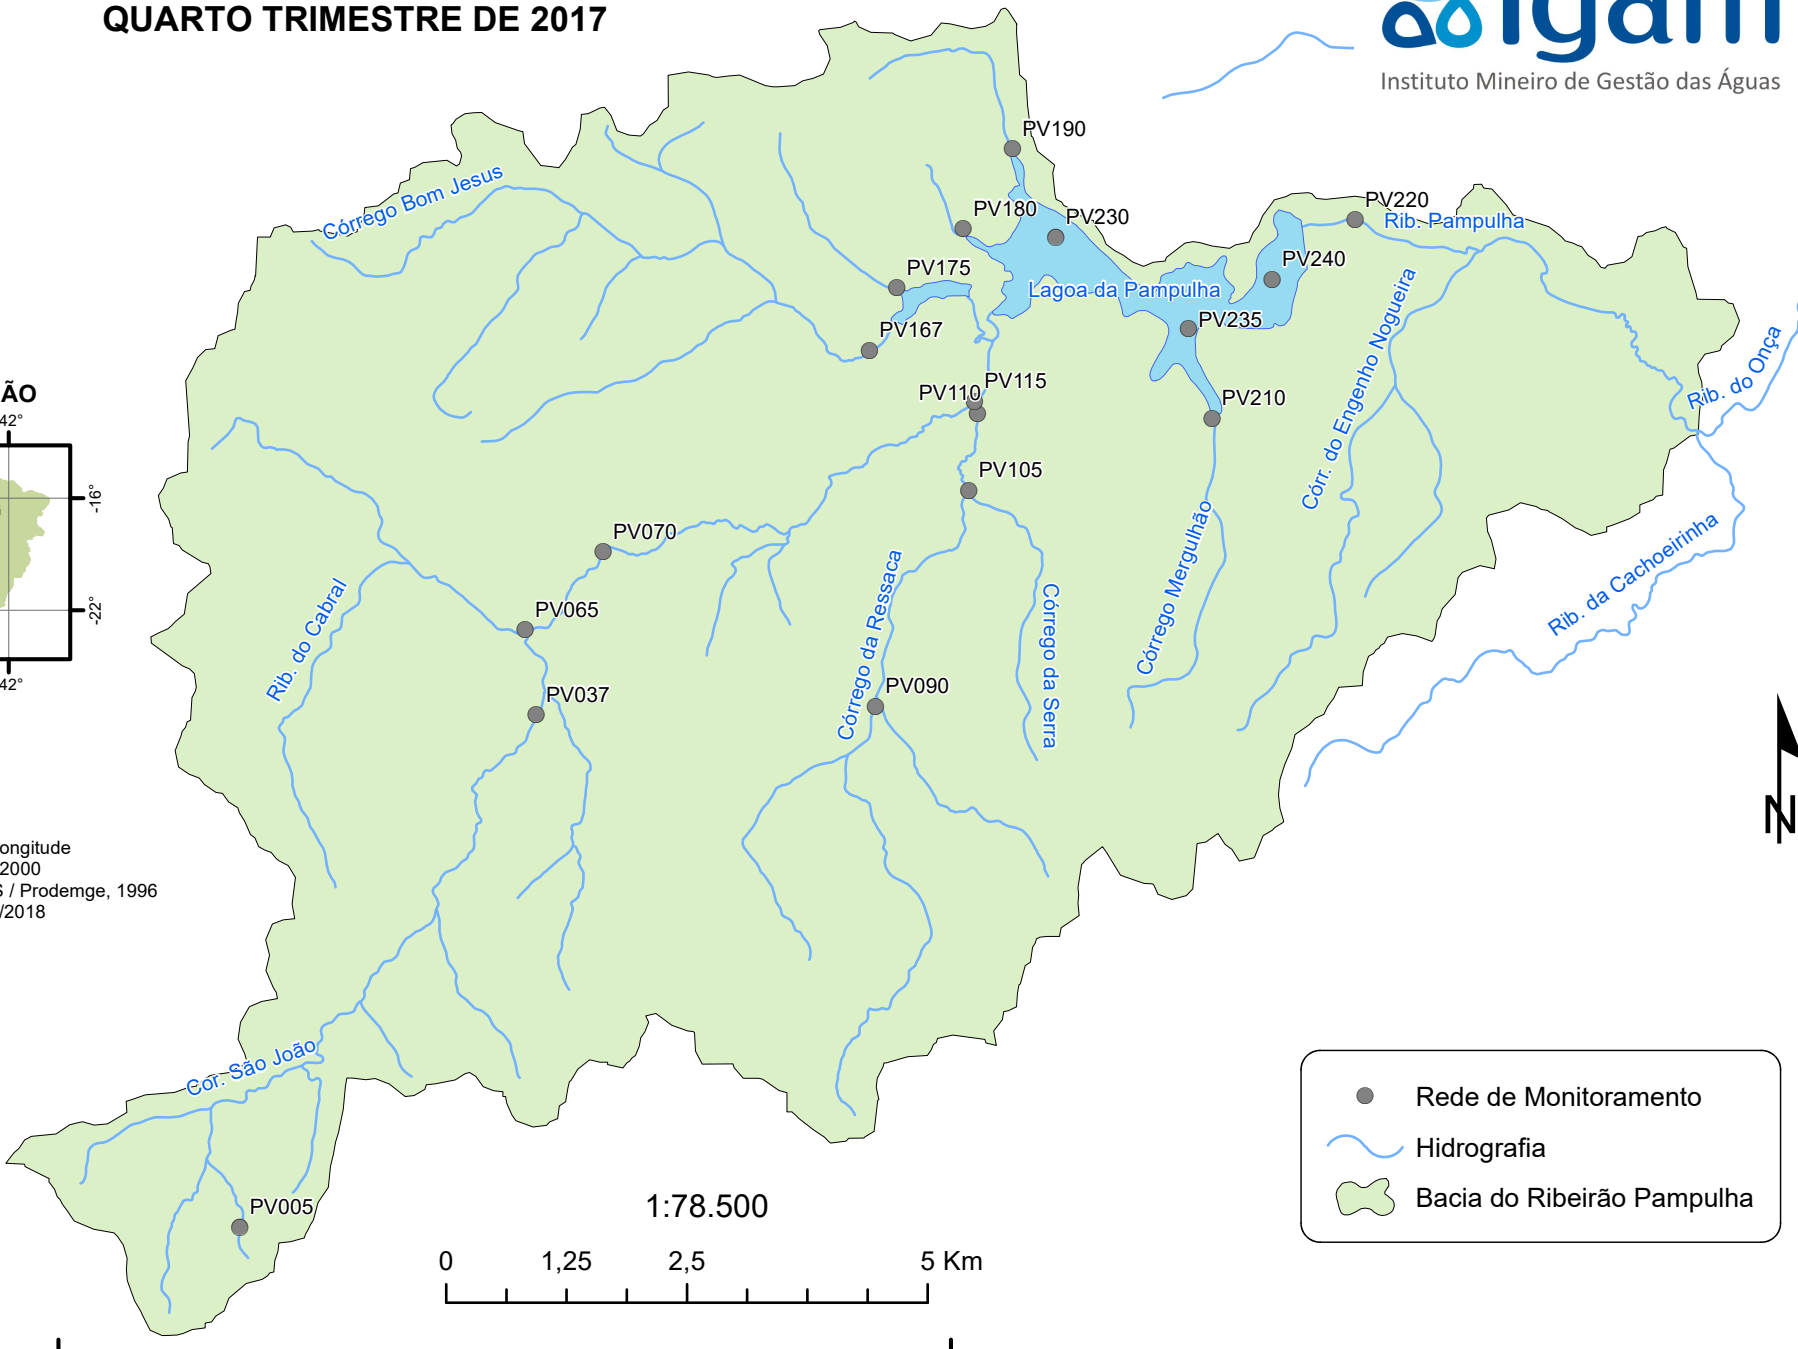 QUARTO TRIMESTRE DE 2017
igam
Instituto Mineiro de Gestão das Águas
PV190
Córrego Bom Jesus
PV180
PV230
PV220
Rib. Pampulha
PV175
PV240
Lagoa da Pampulha
PV167
PV235
Rib. do Onça
PV115
PV110
PV210
Córr. do Engenho Nogueira
ÃO
42°
-16°
-22°
42°
PV105
PV070
Rib. da Cachoeirinha
Córrego Mergulhão
Córrego da Ressaca
Córrego da Serra
Rib. do Cabral
PV065
PV037
PV090
N
ongitude
2000
S / Prodemge, 1996
/2018
Cor. São João
PV005
Rede de Monitoramento
Hidrografia
Bacia do Ribeirão Pampulha
1:78.500
0 1,25 2,5 5 Km